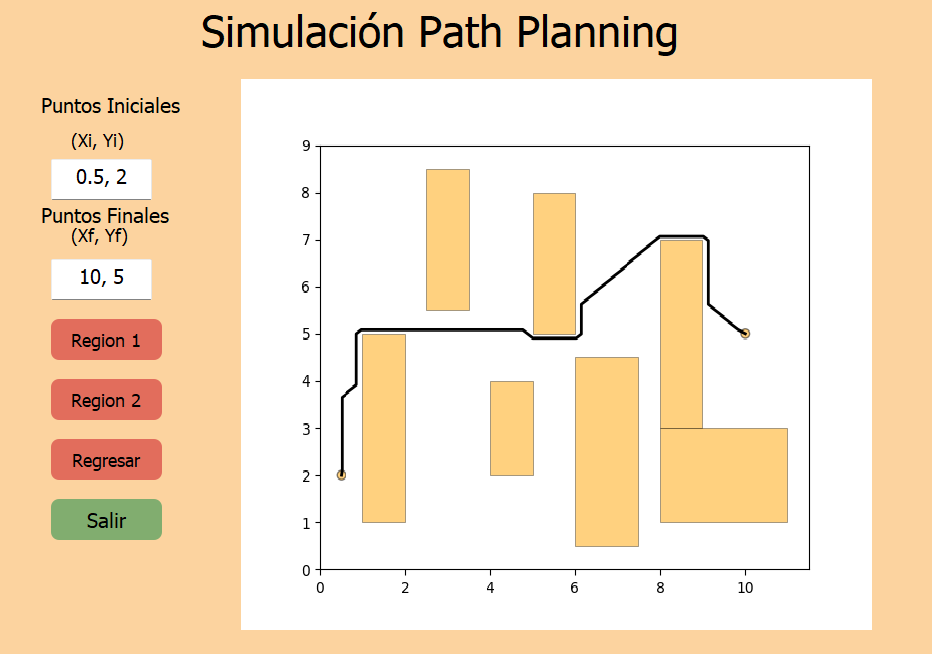 Simulación Path Planning
Puntos Iniciales
(Xi, Yi)
0.5, 2
Puntos Finales
(Xf, Yf)
10, 5
Region 1
Region 2
Regresar
Salir
9
8
7
6
5
4
3
2
1
0
0 2 4 6 8 10